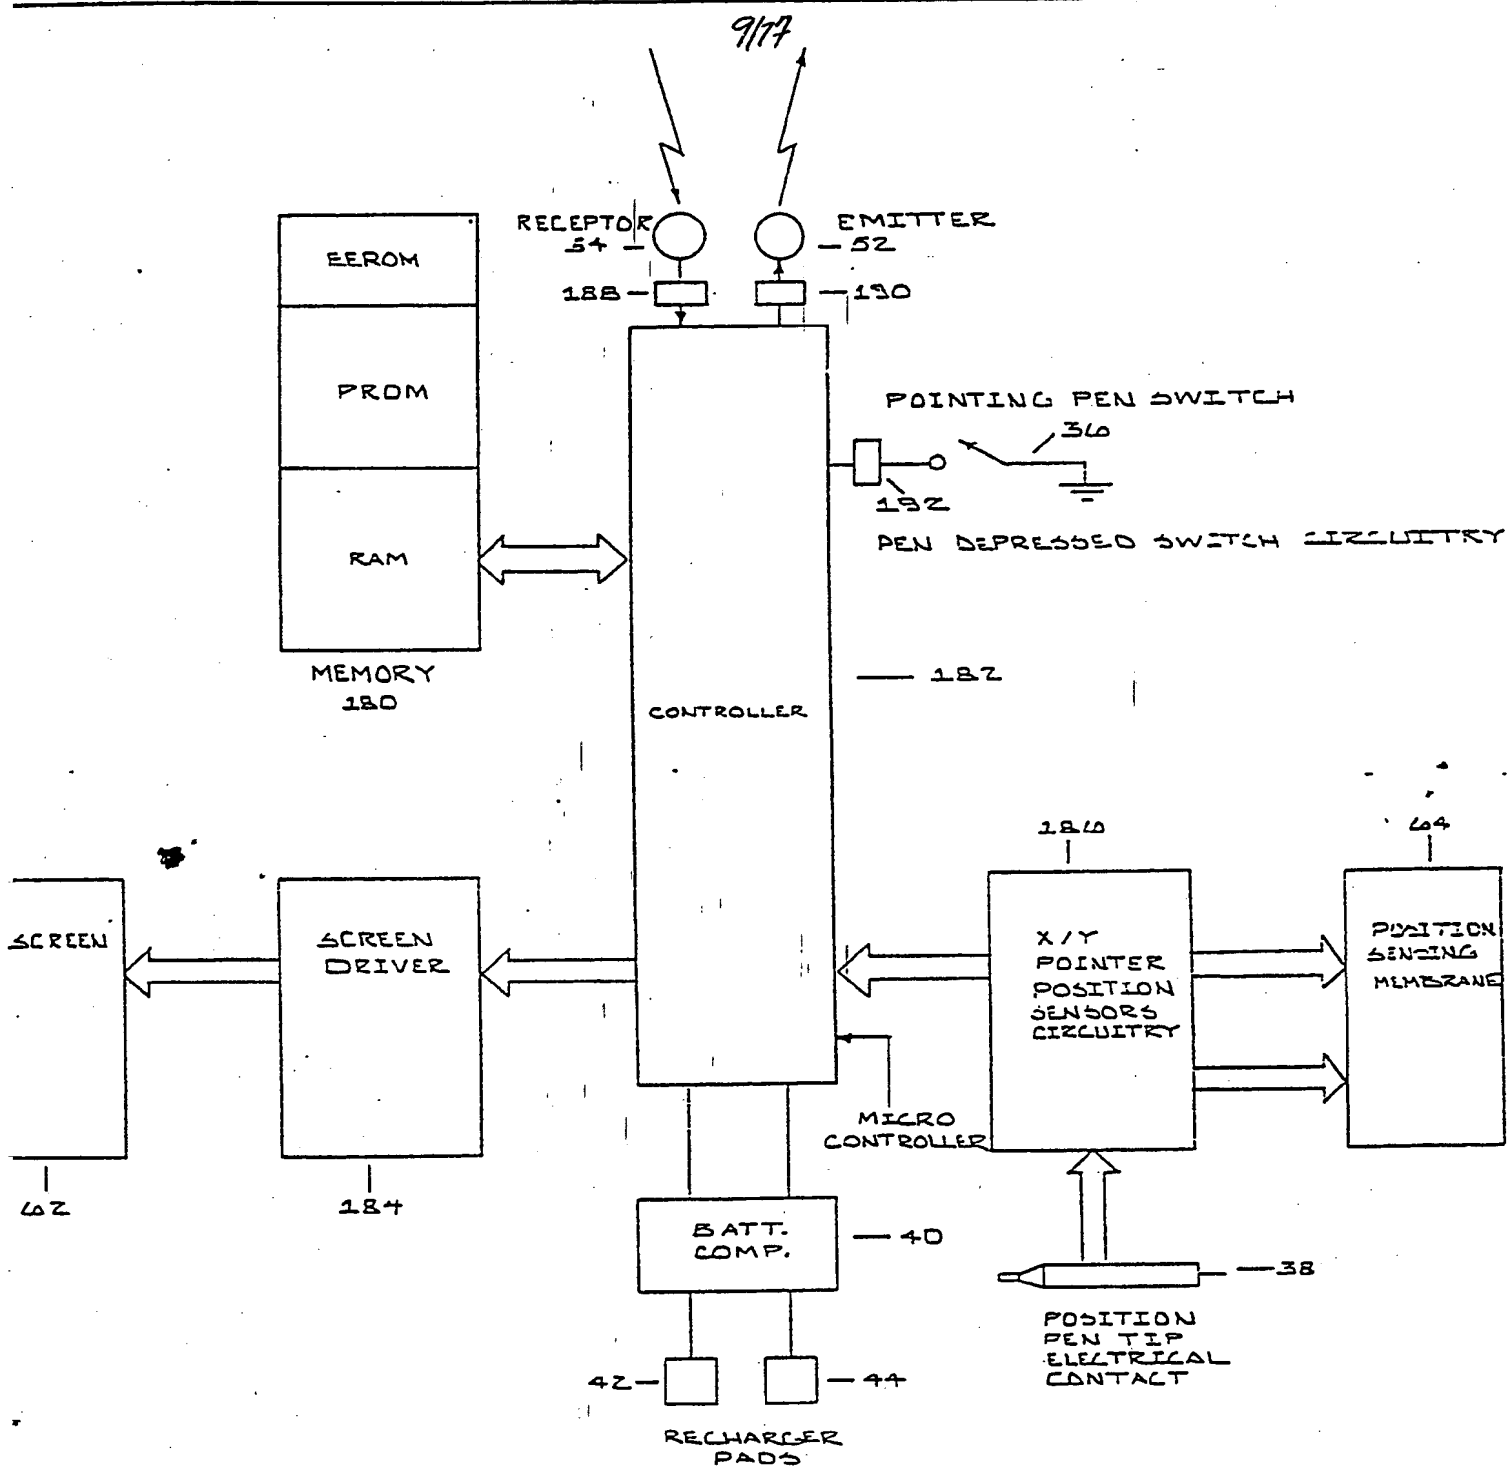 9/17
RECEPTOR
54
EMITTER
52
188
190
EEROM
PROM
RAM
MEMORY
180
POINTING PEN SWITCH
36
192
PEN DEPRESSED SWITCH CIRCUITRY
182
CONTROLLER
186
64
SCREEN
62
SCREEN
DRIVER
184
X/Y
POINTER
POSITION
SENSORS
CIRCUITRY
POSITION
SENSING
MEMBRANE
MICRO
CONTROLLER
BATT.
COMP.
40
38
POSITION
PEN TIP
ELECTRICAL
CONTACT
42
44
RECHARGER
PADS